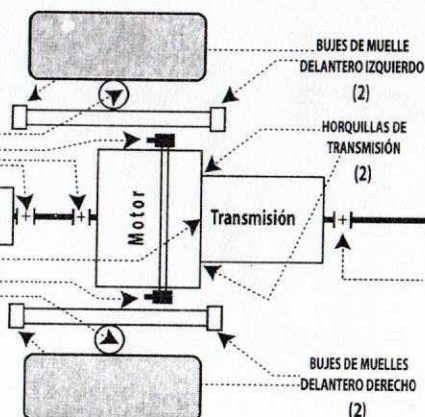 BUJES DE MUELLE
DELANTERO IZQUIERDO
(2)
HORQUILLAS DE
TRANSMISIÓN
(2)
Motor
Transmisión
BUJES DE MUELLES
DELANTERO DERECHO
(2)